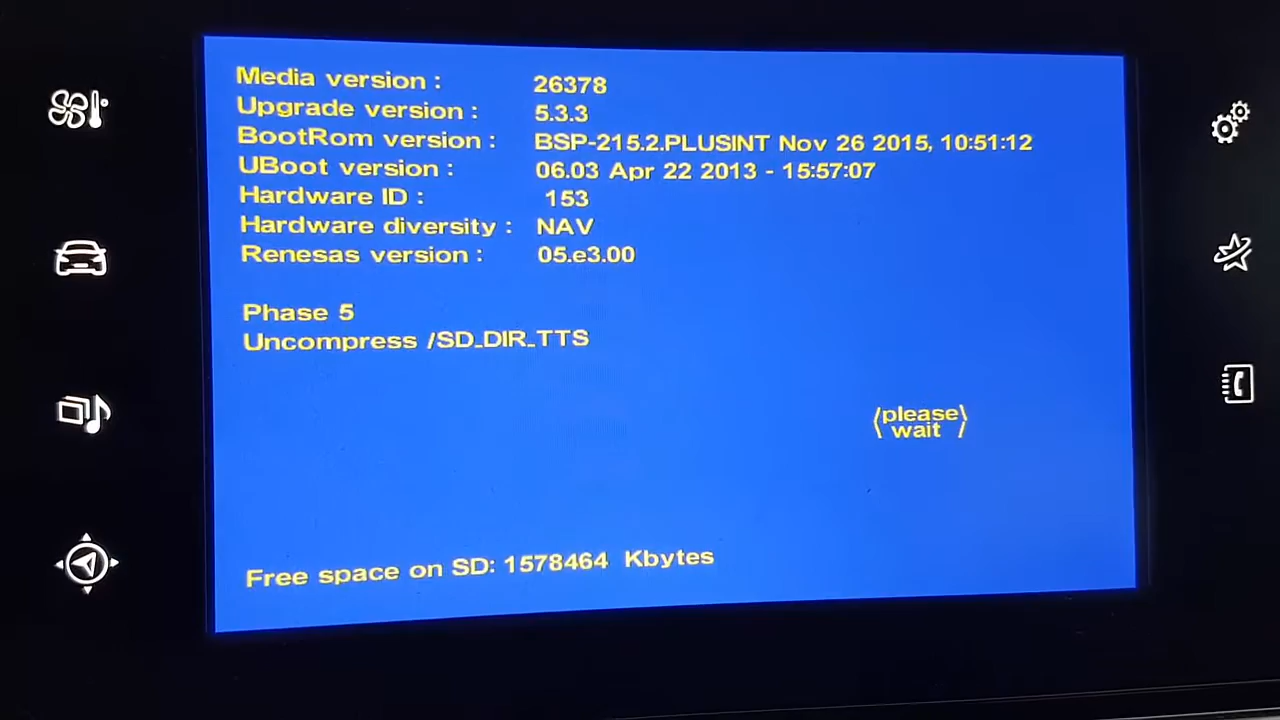 Media version : 26378
Upgrade version : 5.3.3
BootRom version : BSP-215.2.PLUSINT Nov 26 2015, 10:51:12
UBoot version : 06.03 Apr 22 2013 - 15:57:07
Hardware ID : 153
Hardware diversity : NAV
Renesas version : 05.e3.00
Phase 5
Uncompress /SD_DIR_TTS
please
wait
Free space on SD: 1578464 Kbytes